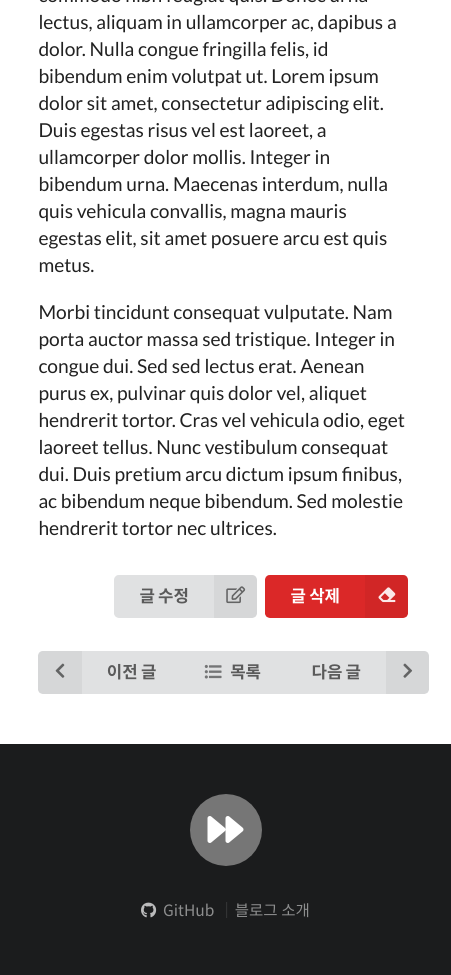 lectus, aliquam in ullamcorper ac, dapibus a
dolor. Nulla congue fringilla felis, id
bibendum enim volutpat ut. Lorem ipsum
dolor sit amet, consectetur adipiscing elit.
Duis egestas risus vel est laoreet, a
ullamcorper dolor mollis. Integer in
bibendum urna. Maecenas interdum, nulla
quis vehicula convallis, magna mauris
egestas elit, sit amet posuere arcu est quis
metus.
Morbi tincidunt consequat vulputate. Nam
porta auctor massa sed tristique. Integer in
congue dui. Sed sed lectus erat. Aenean
purus ex, pulvinar quis dolor vel, aliquet
hendrerit tortor. Cras vel vehicula odio, eget
laoreet tellus. Nunc vestibulum consequat
dui. Duis pretium arcu dictum ipsum finibus,
ac bibendum neque bibendum. Sed molestie
hendrerit tortor nec ultrices.
글 수정 글 삭제
이전 글 목록 다음 글
GitHub 블로그 소개